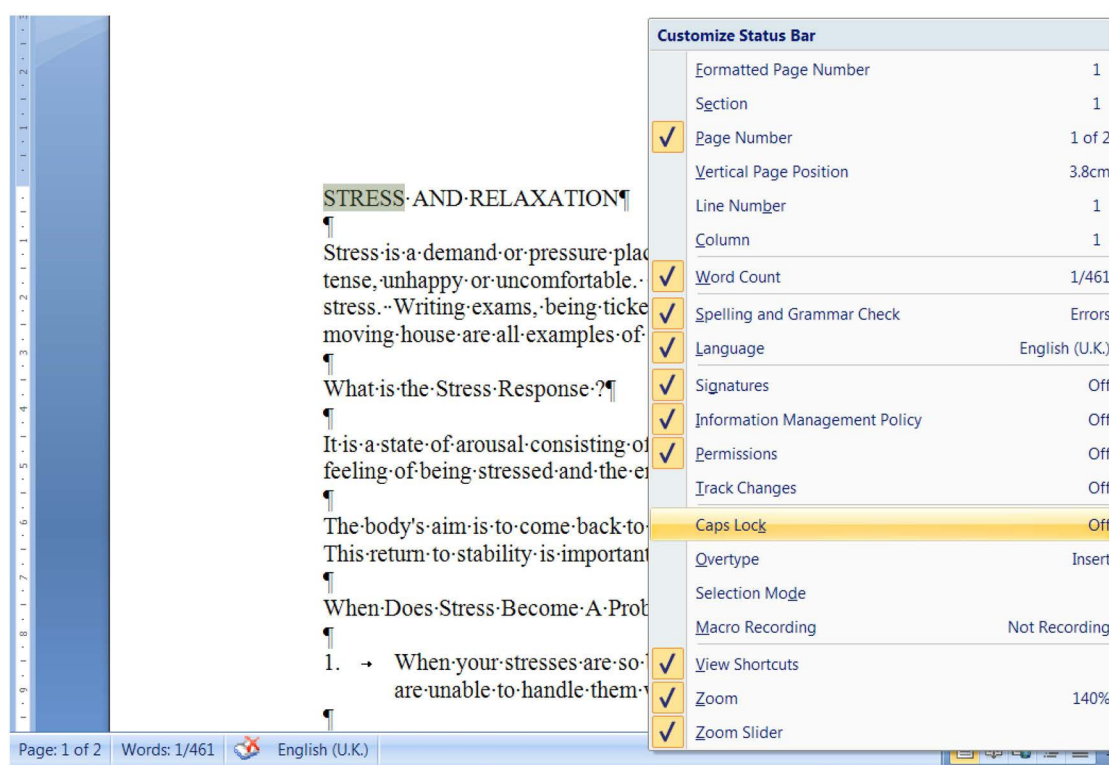 Customize Status Bar
Formatted Page Number 1
Section 1
Page Number 1 of 2
Vertical Page Position 3.8cm
Line Number 1
Column 1
Word Count 1/461
Spelling and Grammar Check Errors
Language English (U.K.)
Signatures Off
Information Management Policy Off
Permissions Off
Track Changes Off
Caps Lock Off
Overtype Insert
Selection Mode
Macro Recording Not Recording
View Shortcuts
Zoom 140%
Zoom Slider
STRESS·AND·RELAXATION¶
¶
Stress·is·a·demand·or·pressure
tense,·unhappy·or·uncomfortable.·
stress.··Writing·exams,·being
moving·house·are·all·examples·of·
¶
What·is·the·Stress·Response·?¶
¶
It·is·a·state·of·arousal·consisting
feeling·of·being·stressed·and·the
¶
The·body's·aim·is·to·come·back·to·
This·return·to·stability·is·important
¶
When·Does·Stress·Become·A·
¶
1. → When·your·stresses·are·so·
are·unable·to·handle·them·
¶
Page: 1 of 2 Words: 1/461 English (U.K.)